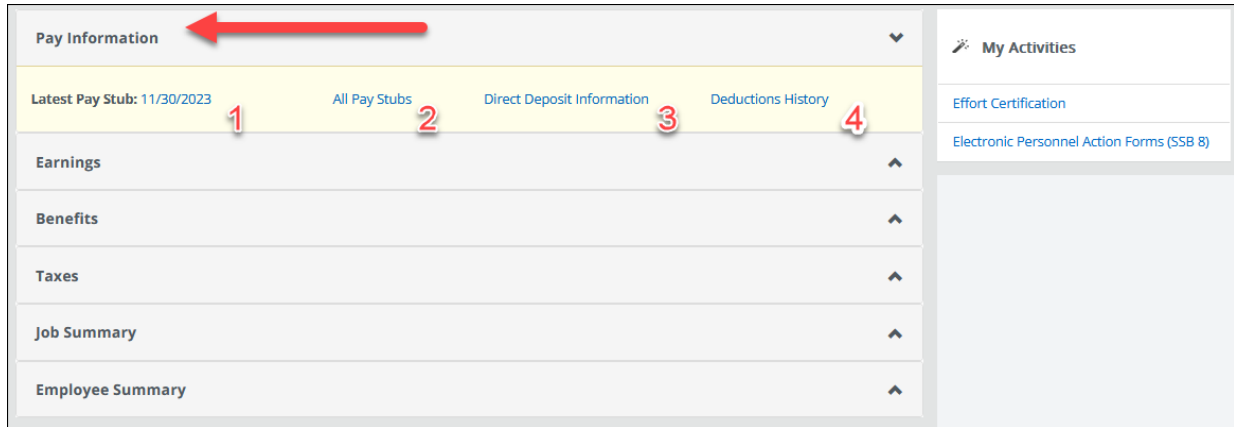 Pay Information
Latest Pay Stub: 11/30/2023 1 All Pay Stubs 2 Direct Deposit Information 3 Deductions History 4
Earnings
Benefits
Taxes
Job Summary
Employee Summary
My Activities
Effort Certification
Electronic Personnel Action Forms (SSB 8)